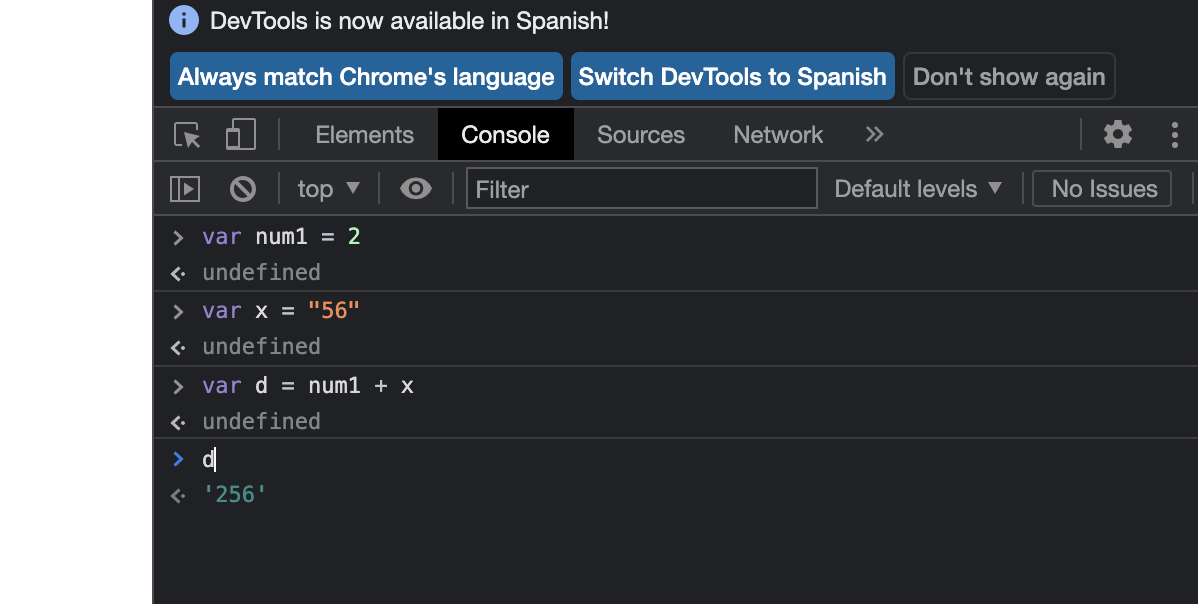 DevTools is now available in Spanish!
Always match Chrome's language Switch DevTools to Spanish Don't show again
Elements Console Sources Network »
top ▼ Filter Default levels ▼ No Issues
> var num1 = 2
<· undefined
> var x = "56"
<· undefined
> var d = num1 + x
<· undefined
> d
<· '256'